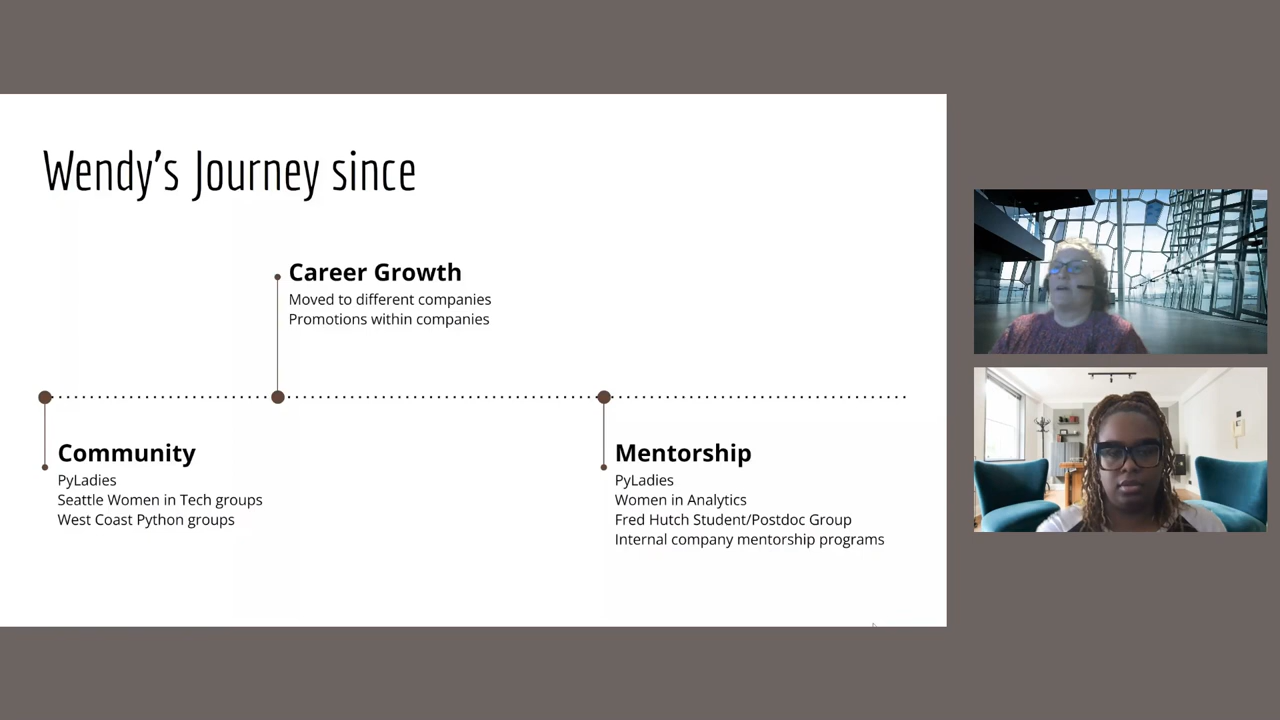 Wendy's Journey since
Career Growth
Moved to different companies
Promotions within companies
Community
PyLadies
Seattle Women in Tech groups
West Coast Python groups
Mentorship
PyLadies
Women in Analytics
Fred Hutch Student/Postdoc Group
Internal company mentorship programs